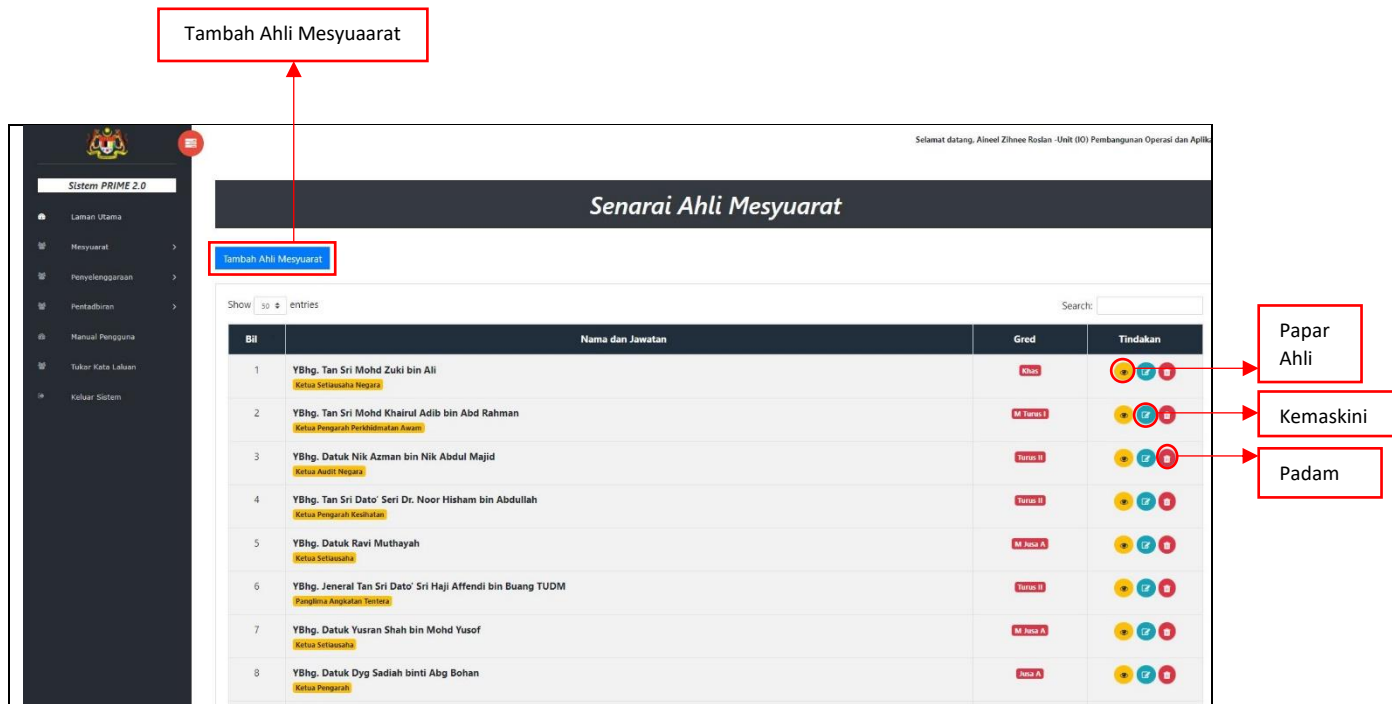 Tambah Ahli Mesyuaarat
Selamat datang, Aineel Zihnee Roslan -Unit (IO) Pembangunan Operasi dan Aplik
Sistem PRIME 2.0
Laman Utama
Mesyuarat
Penyelenggaraan
Pentadbiran
Manual Pengguna
Tukar Kata Laluan
Keluar Sistem
Senarai Ahli Mesyuarat
Tambah Ahli Mesyuarat
Show 50 entries Search:
Bil Nama dan Jawatan Gred Tindakan
1 YBhg. Tan Sri Mohd Zuki bin Ali Khas
Ketua Setiausaha Negara
2 YBhg. Tan Sri Mohd Khairul Adib bin Abd Rahman M Turus I
Ketua Pengarah Perkhidmatan Awam
3 YBhg. Datuk Nik Azman bin Nik Abdul Majid Turus II
Ketua Audit Negara
4 YBhg. Tan Sri Dato' Seri Dr. Noor Hisham bin Abdullah Turus II
Ketua Pengarah Kesihatan
5 YBhg. Datuk Ravi Muthayah M Jusa A
Ketua Setiausaha
6 YBhg. Jeneral Tan Sri Dato' Sri Haji Affendi bin Buang TUDM Turus II
Panglima Angkatan Tentera
7 YBhg. Datuk Yusran Shah bin Mohd Yusof M Jusa A
Ketua Setiausaha
8 YBhg. Datuk Dyg Sadiah binti Abg Bohan Jusa A
Ketua Pengarah
Papar
Ahli
Kemaskini
Padam